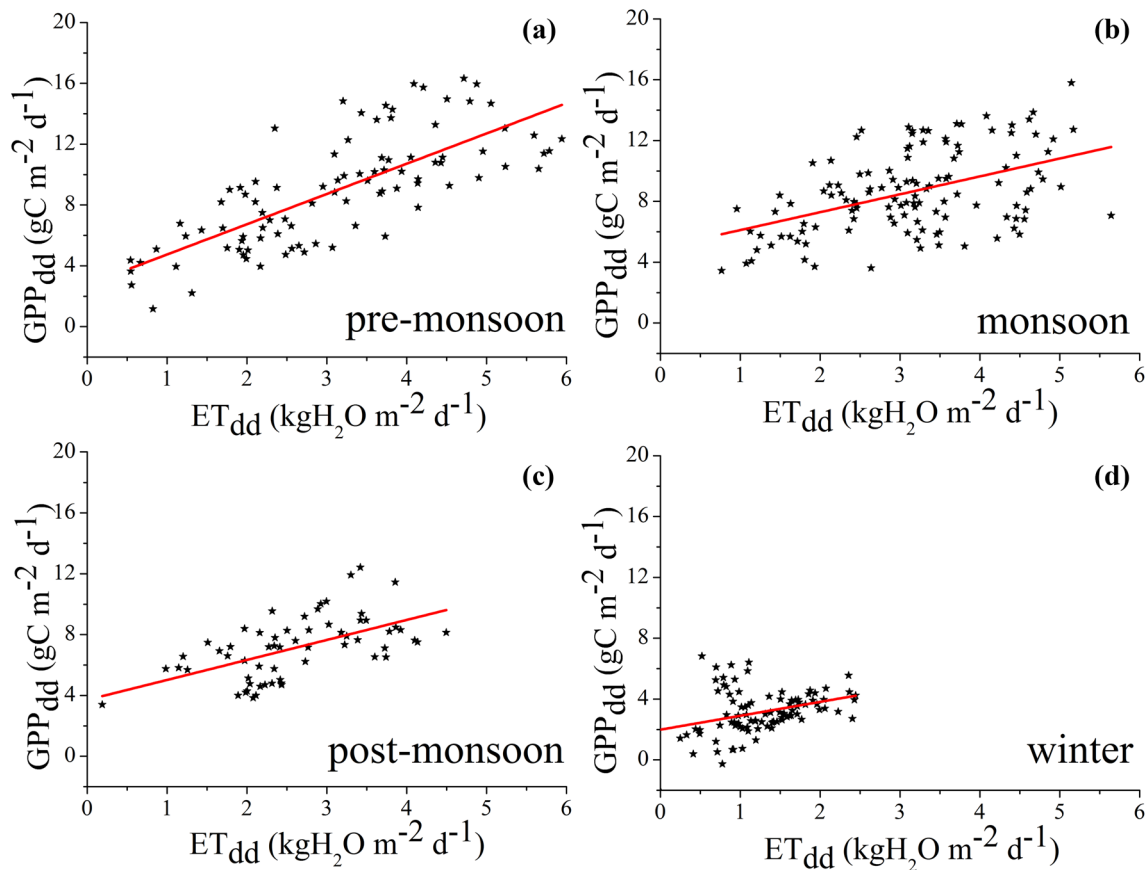 (a)
20
16
12
8
4
0
GPPdd (gC m-2 d-1)
pre-monsoon
0 1 2 3 4 5 6
ETdd (kgH2O m-2 d-1)
(b)
20
16
12
8
4
0
GPPdd (gC m-2 d-1)
monsoon
0 1 2 3 4 5 6
ETdd (kgH2O m-2 d-1)
(c)
20
16
12
8
4
0
GPPdd (gC m-2 d-1)
post-monsoon
0 1 2 3 4 5 6
ETdd (kgH2O m-2 d-1)
(d)
20
16
12
8
4
0
GPPdd (gC m-2 d-1)
winter
0 1 2 3 4 5 6
ETdd (kgH2O m-2 d-1)